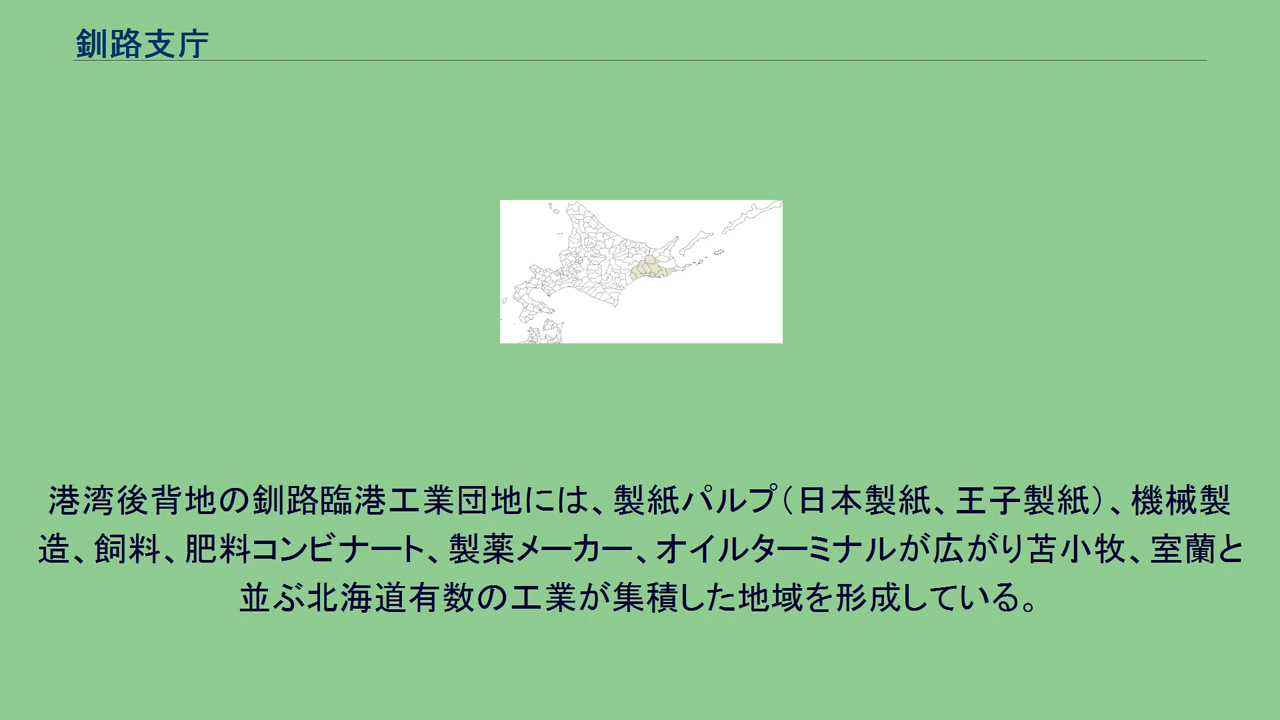 釧路支庁
港湾後背地の釧路臨港工業団地には、製紙パルプ（日本製紙、王子製紙）、機械製
造、飼料、肥料コンビナート、製薬メーカー、オイルターミナルが広がり苫小牧、室蘭と
並ぶ北海道有数の工業が集積した地域を形成している。